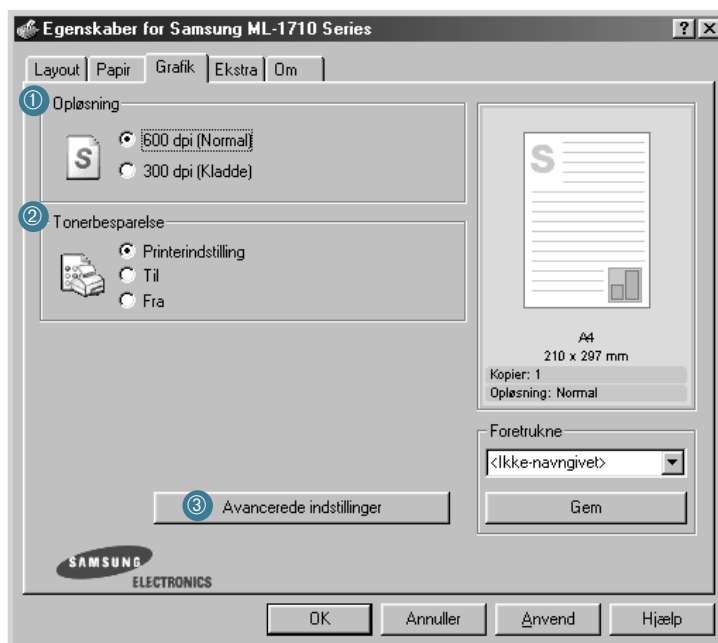 Egenskaber for Samsung ML-1710 Series
Layout Papir Grafik Ekstra Om
① Opløsning
S
600 dpi (Normal)
300 dpi (Kladde)
② Tonerbesparelse
Printerindstilling
Til
Fra
③ Avancerede indstillinger
S
A4
210 x 297 mm
Kopier: 1
Opløsning: Normal
Foretrukne
<Ikke-navngivet>
Gem
SAMSUNG
ELECTRONICS
OK Annuller Anvend Hjælp